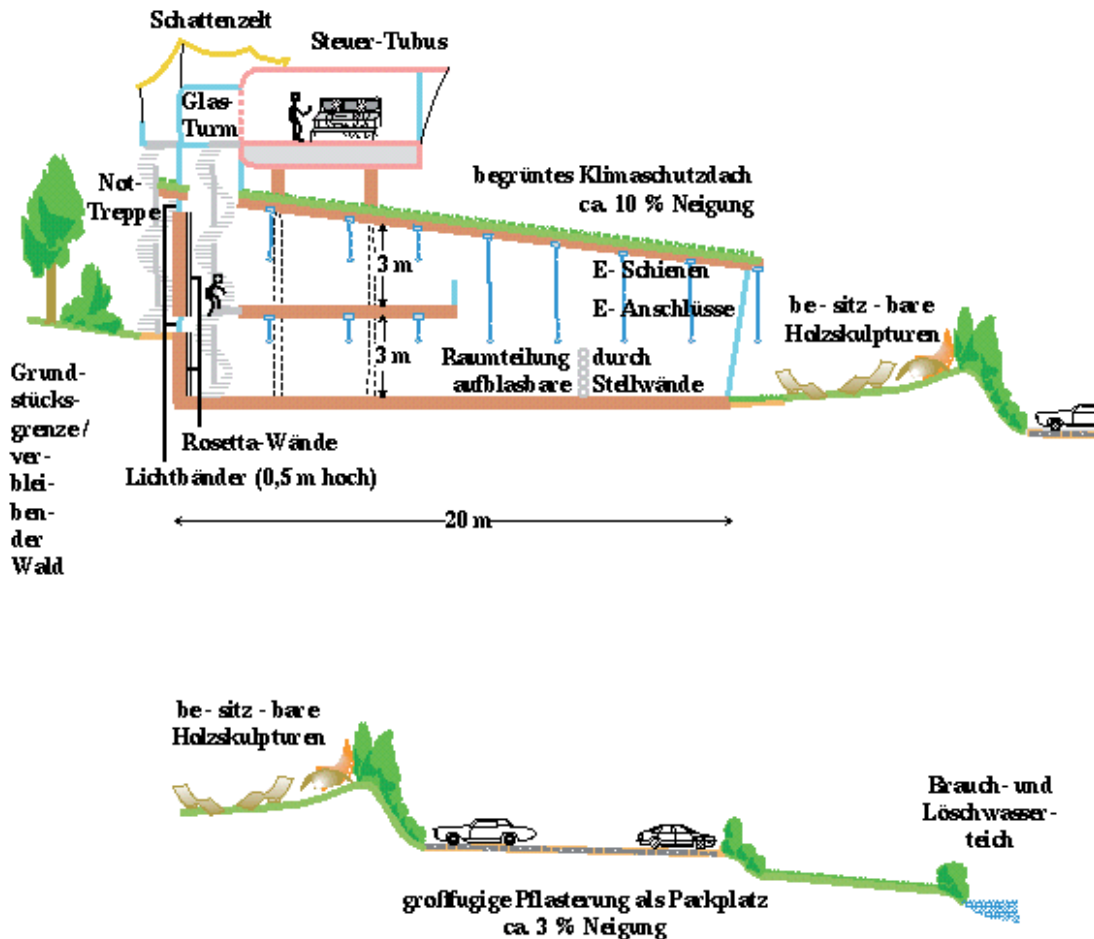 Schattenzelt
Steuer-Tubus
Glas-
Turm
Not-
Treppe
begrüntes Klimaschutzdach
ca. 10 % Neigung
3 m
E- Schienen
E- Anschlüsse
3 m
Raumteilung durch
aufblasbare Stellwände
be- sitz - bare
Holzskulpturen
Grund-
stücks-
grenze /
ver-
blei-
ben-
der
Wald
Rosetta-Wände
Lichtbänder (0,5 m hoch)
20 m
be- sitz - bare
Holzskulpturen
Brauch- und
Löschwasser-
teich
großfugige Pflasterung als Parkplatz
ca. 3 % Neigung